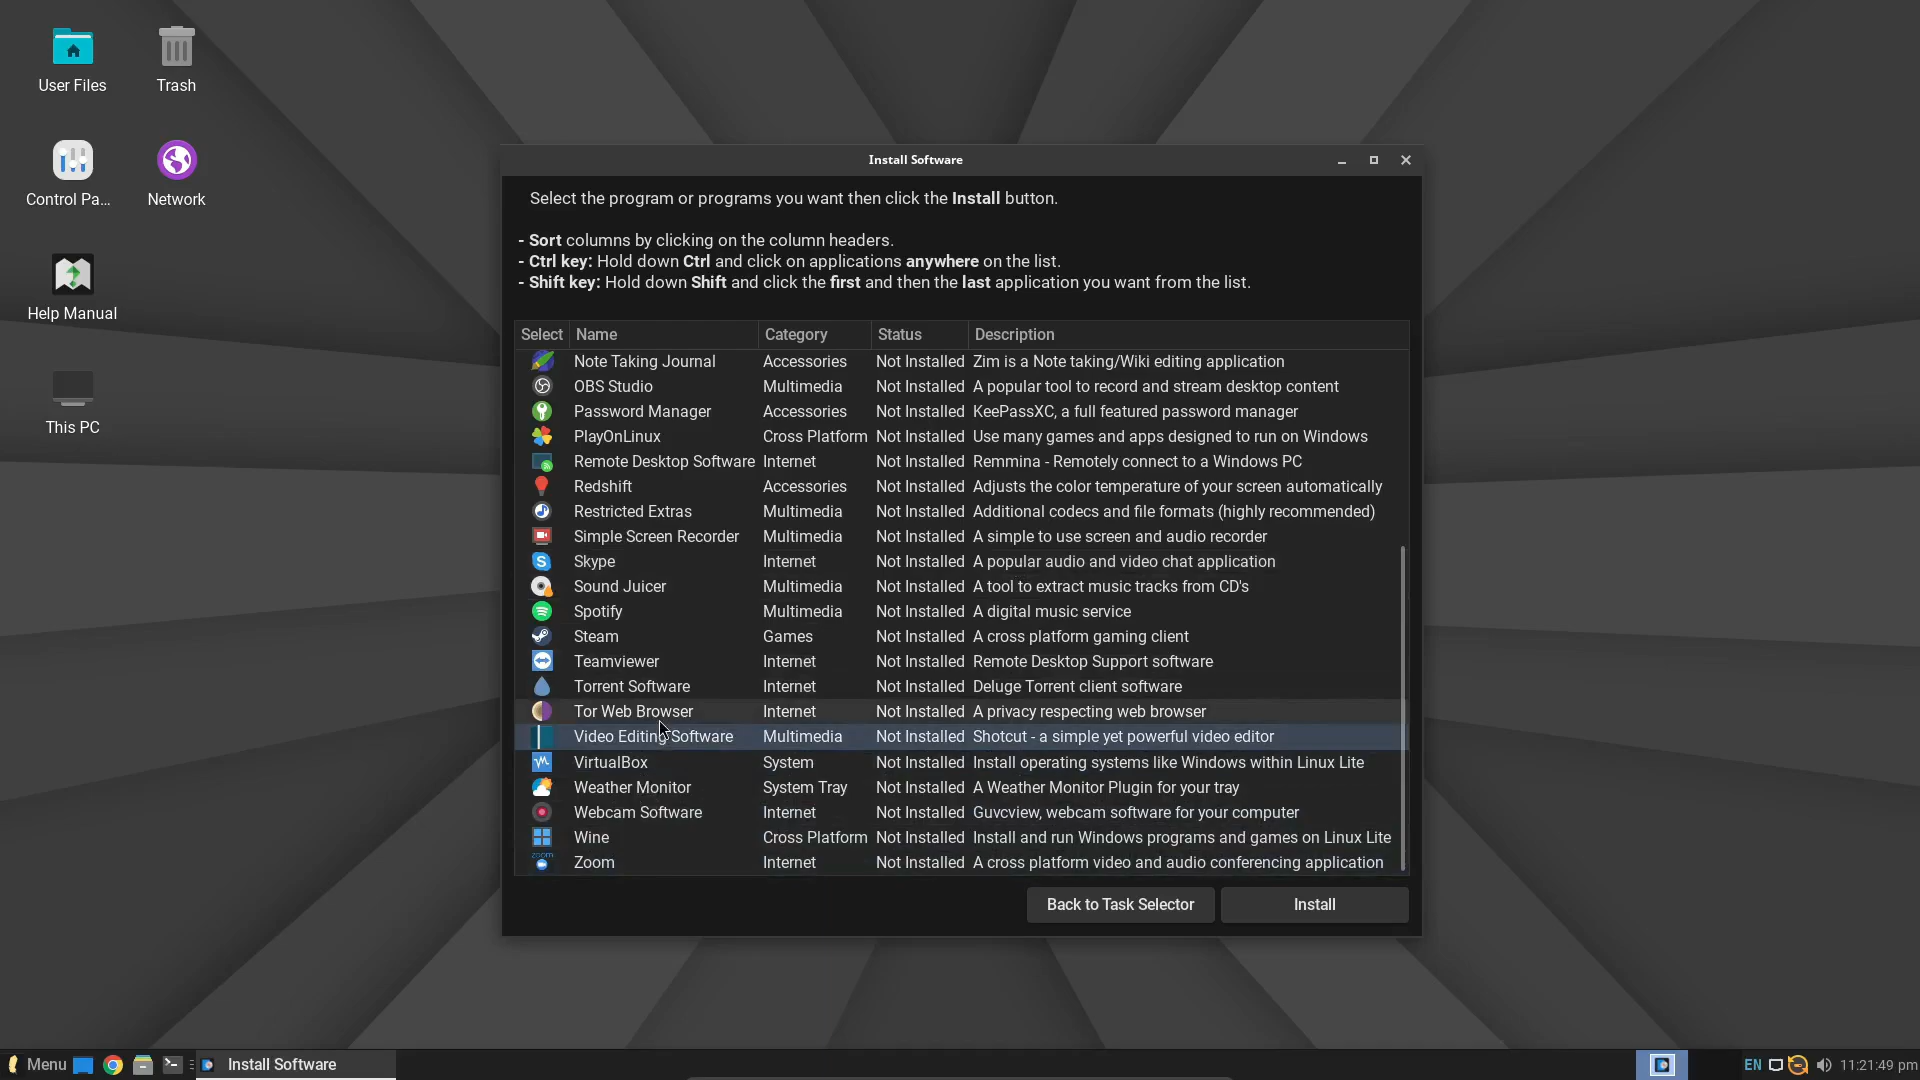 User Files
Trash
Control Pa...
Network
Help Manual
This PC
Install Software
Select the program or programs you want then click the Install button.
- Sort columns by clicking on the column headers.
- Ctrl key: Hold down Ctrl and click on applications anywhere on the list.
- Shift key: Hold down Shift and click the first and then the last application you want from the list.
Select Name Category Status Description
Note Taking Journal Accessories Not Installed Zim is a Note taking/Wiki editing application
OBS Studio Multimedia Not Installed A popular tool to record and stream desktop content
Password Manager Accessories Not Installed KeePassXC, a full featured password manager
PlayOnLinux Cross Platform Not Installed Use many games and apps designed to run on Windows
Remote Desktop Software Internet Not Installed Remmina - Remotely connect to a Windows PC
Redshift Accessories Not Installed Adjusts the color temperature of your screen automatically
Restricted Extras Multimedia Not Installed Additional codecs and file formats (highly recommended)
Simple Screen Recorder Multimedia Not Installed A simple to use screen and audio recorder
Skype Internet Not Installed A popular audio and video chat application
Sound Juicer Multimedia Not Installed A tool to extract music tracks from CD's
Spotify Multimedia Not Installed A digital music service
Steam Games Not Installed A cross platform gaming client
Teamviewer Internet Not Installed Remote Desktop Support software
Torrent Software Internet Not Installed Deluge Torrent client software
Tor Web Browser Internet Not Installed A privacy respecting web browser
Video Editing Software Multimedia Not Installed Shotcut - a simple yet powerful video editor
VirtualBox System Not Installed Install operating systems like Windows within Linux Lite
Weather Monitor System Tray Not Installed A Weather Monitor Plugin for your tray
Webcam Software Internet Not Installed Guvcview, webcam software for your computer
Wine Cross Platform Not Installed Install and run Windows programs and games on Linux Lite
zoom Zoom Internet Not Installed A cross platform video and audio conferencing application
Back to Task Selector Install
Menu Install Software EN 11:21:49 pm